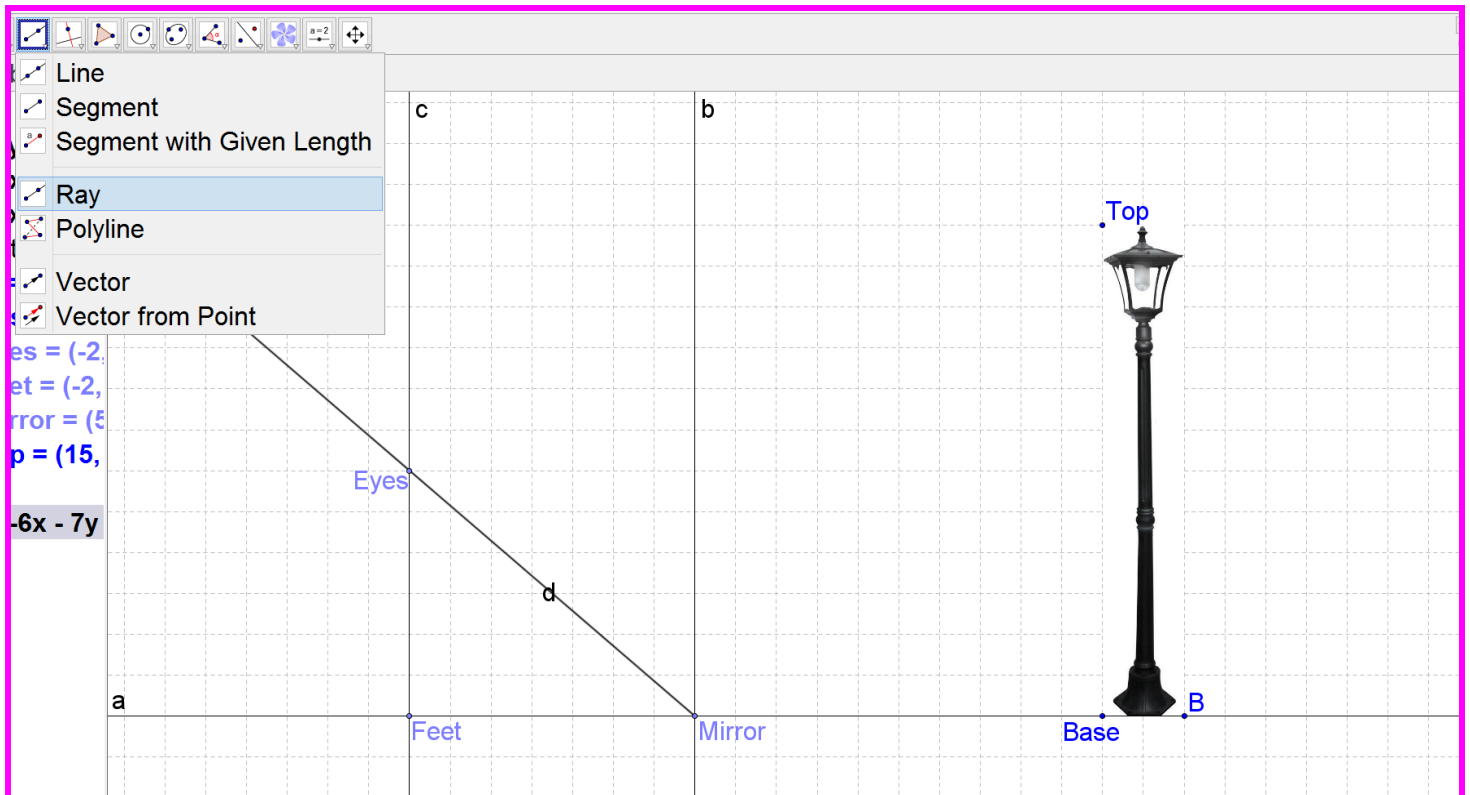 a=2
Line
Segment
Segment with Given Length
Ray
Polyline
Vector
Vector from Point
es = (-2,
et = (-2,
rror = (5
p = (15,
-6x - 7y
c
b
Top
Eyes
d
a
Feet
Mirror
Base
B